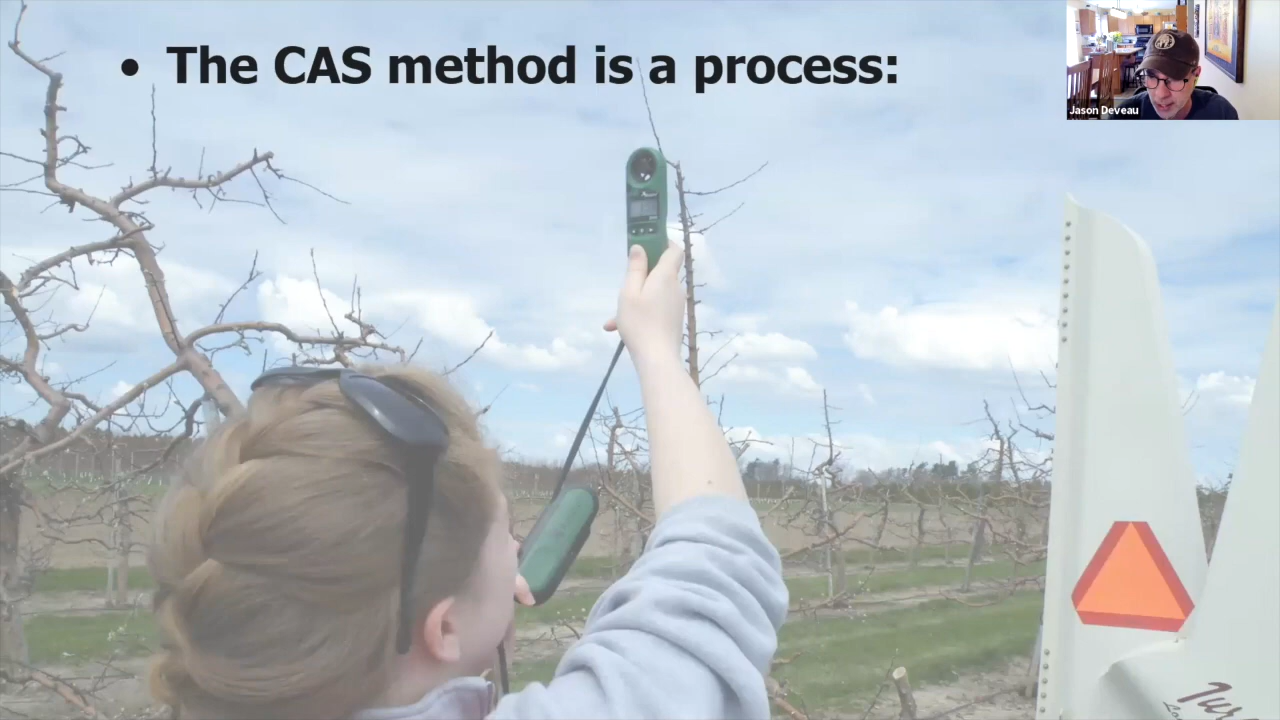 • The CAS method is a process:
Jason Deveau